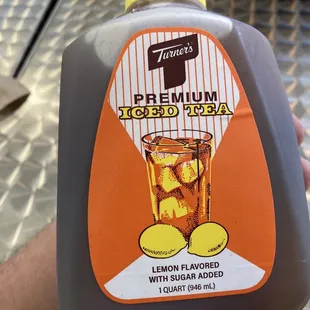 Turner's
PREMIUM
ICED TEA
LEMON FLAVORED
WITH SUGAR ADDED
1 QUART (946 mL)